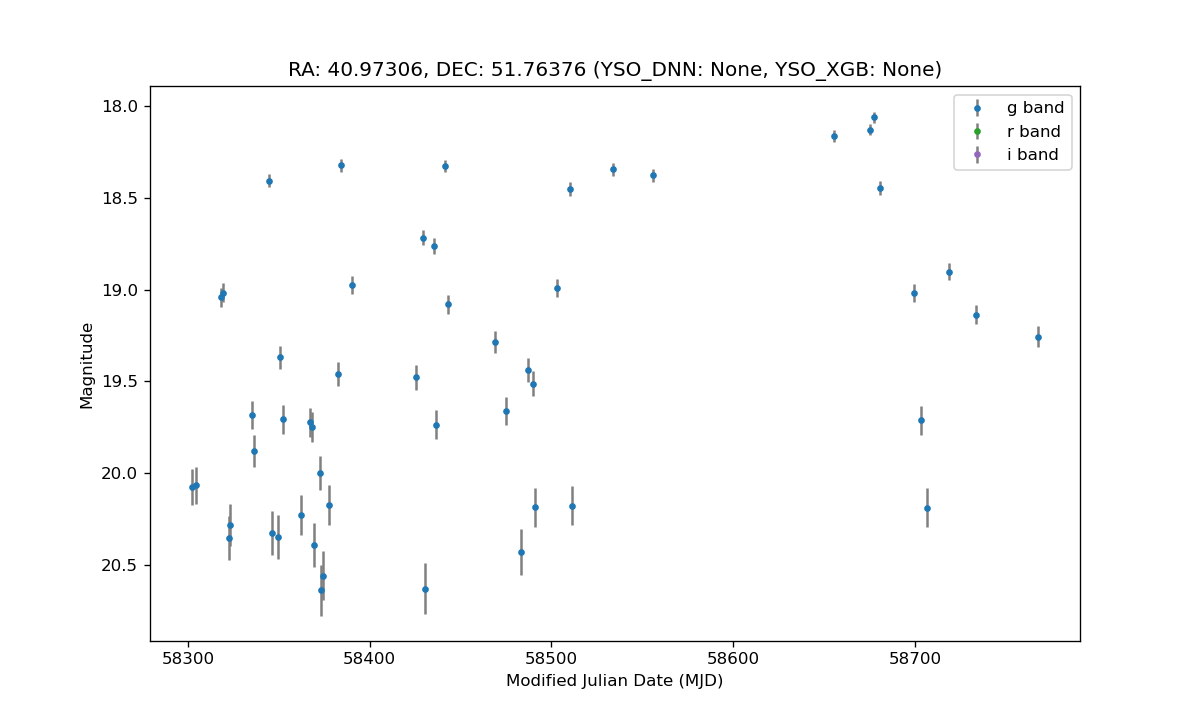 RA: 40.97306, DEC: 51.76376 (YSO_DNN: None, YSO_XGB: None)
g band
r band
i band
18.0
18.5
19.0
19.5
20.0
20.5
Magnitude
58300 58400 58500 58600 58700
Modified Julian Date (MJD)